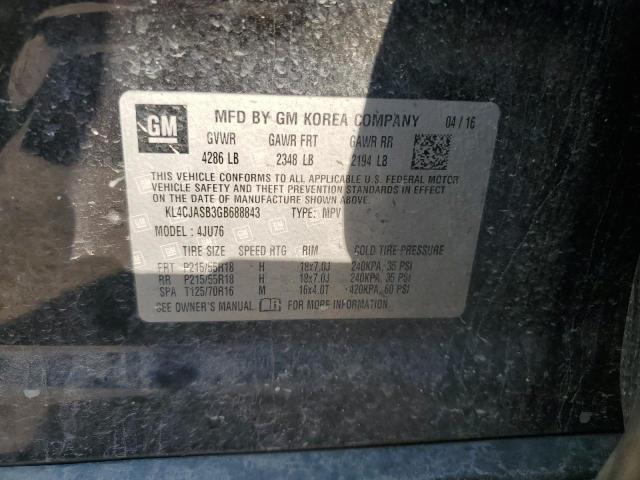 GM
MFD BY GM KOREA COMPANY 04 / 16
GVWR GAWR FRT GAWR RR
4286 LB 2348 LB 2194 LB
THIS VEHICLE CONFORMS TO ALL APPLICABLE U.S. FEDERAL MOTOR
VEHICLE SAFETY AND THEFT PREVENTION STANDARDS IN EFFECT
ON THE DATE OF MANUFACTURE SHOWN ABOVE.
KL4CJASB3GB688843 TYPE: MPV
MODEL : 4JU76
TIRE SIZE SPEED RTG RIM COLD TIRE PRESSURE
FRT P215/55R18 H 18x7.0J 240KPA, 35 PSI
RR P215/55R18 H 18x7.0J 240KPA, 35 PSI
SPA T125/70R16 M 16x4.0T 420KPA, 60 PSI
SEE OWNER'S MANUAL FOR MORE INFORMATION.